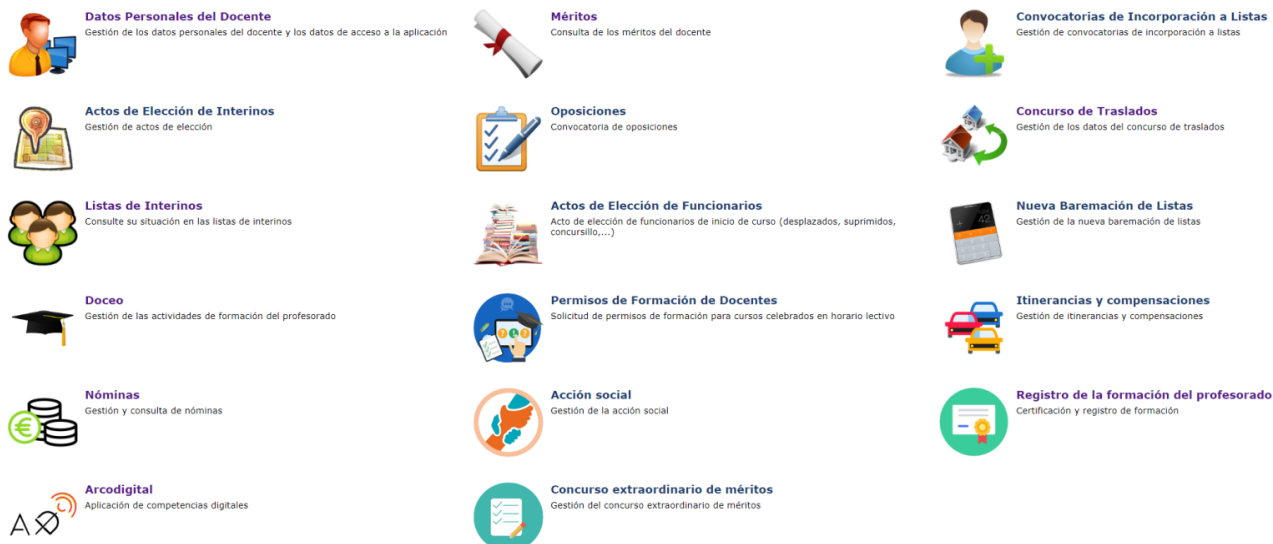 Datos Personales del Docente
Gestión de los datos personales del docente y los datos de acceso a la aplicación
Méritos
Consulta de los méritos del docente
Convocatorias de Incorporación a Listas
Gestión de convocatorias de incorporación a listas
Actos de Elección de Interinos
Gestión de actos de elección
Oposiciones
Convocatoria de oposiciones
Concurso de Traslados
Gestión de los datos del concurso de traslados
Listas de Interinos
Consulte su situación en las listas de interinos
Actos de Elección de Funcionarios
Acto de elección de funcionarios de inicio de curso (desplazados, suprimidos,
concursillo,...)
Nueva Baremación de Listas
Gestión de la nueva baremación de listas
Doceo
Gestión de las actividades de formación del profesorado
Permisos de Formación de Docentes
Solicitud de permisos de formación para cursos celebrados en horario lectivo
Itinerancias y compensaciones
Gestión de itinerancias y compensaciones
Nóminas
Gestión y consulta de nóminas
Acción social
Gestión de la acción social
Registro de la formación del profesorado
Certificación y registro de formación
Arcodigital
Aplicación de competencias digitales
Concurso extraordinario de méritos
Gestión del concurso extraordinario de méritos